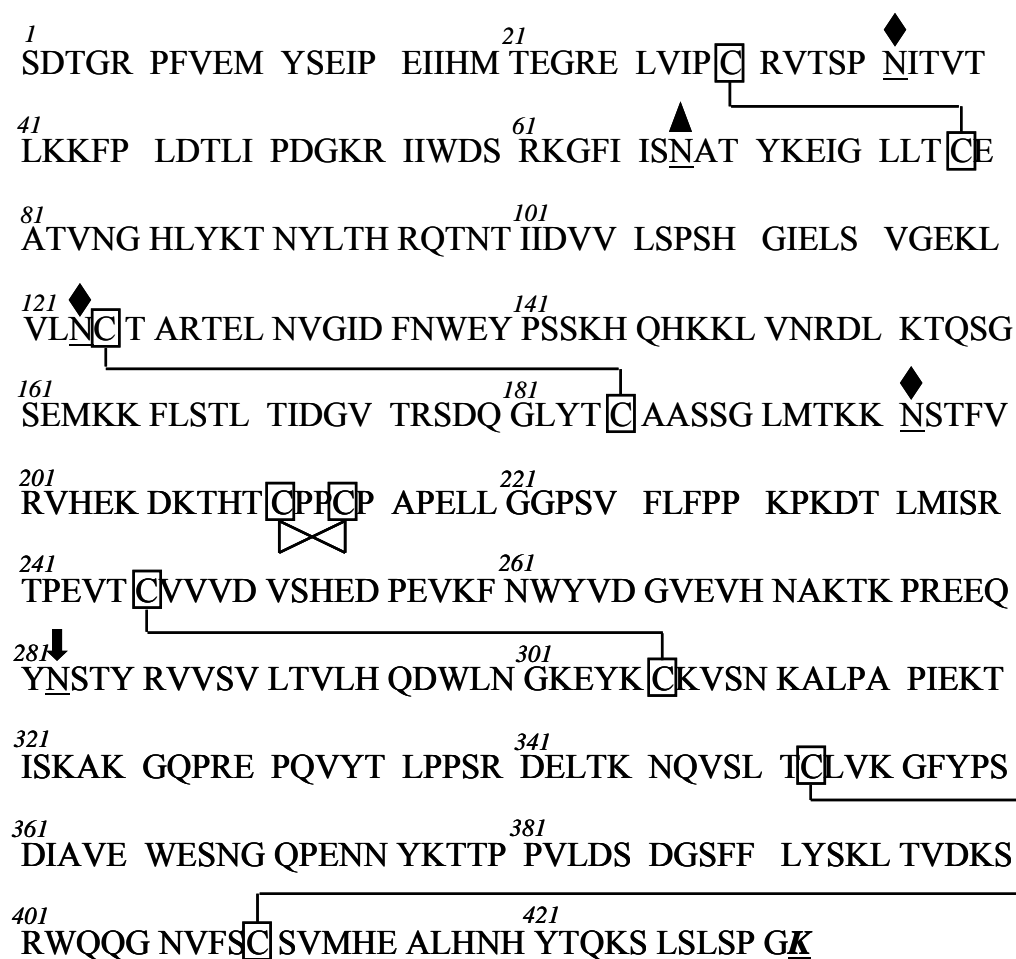 1 21
SDTGR PFVEM YSEIP EIIHM TEGRE LVIPC RVTSP NITVT
41 61
LKKFP LDTLI PDGKR IIWDS RKGFI ISNAT YKEIG LLTCE
81 101
ATVNG HLYKT NYLTH RQTNT IIDVV LSPSH GIELS VGEKL
121 141
VLNCT ARTEL NVGID FNWEY PSSKH QHKKL VNRDL KTQSG
161 181
SEMKK FLSTL TIDGV TRSDQ GLYTC AASSG LMTKK NSTFV
201 221
RVHEK DKTHT CPPCP APELL GGPSV FLFPP KPKDT LMISR
241 261
TPEVT CVVVD VSHED PEVKF NWYVD GVEVH NAKTK PREEQ
281 301
YNSTY RVVSV LTVLH QDWLN GKEYK CKVSN KALPA PIEKT
321 341
ISKAK GQPRE PQVYT LPPSR DELTK NQVSL TCLVK GFYPS
361 381
DIAVE WESNG QPENN YKTTP PVLDS DGSFF LYSKL TVDKS
401 421
RWQQG NVFSC SVMHE ALHNH YTQKS LSLSP GK